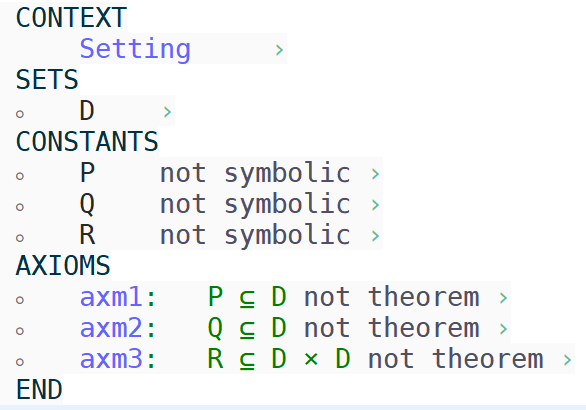 CONTEXT
Setting ›
SETS
◦ D ›
CONSTANTS
◦ P not symbolic ›
◦ Q not symbolic ›
◦ R not symbolic ›
AXIOMS
◦ axm1: P ⊆ D not theorem ›
◦ axm2: Q ⊆ D not theorem ›
◦ axm3: R ⊆ D × D not theorem ›
END